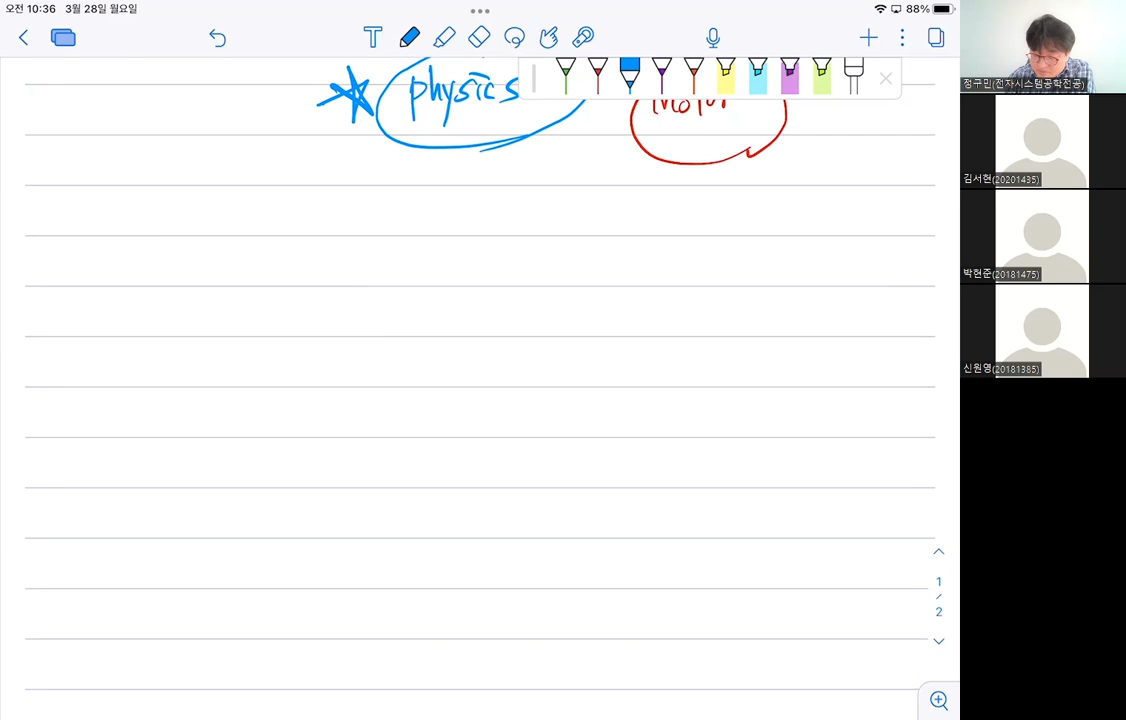 오전 10:36 3월 28일 월요일 88%
T
physics
Motor
1
/
2
정구민(전자시스템공학전공)
김서현(20201435)
박현준(20181475)
신원영(20181385)